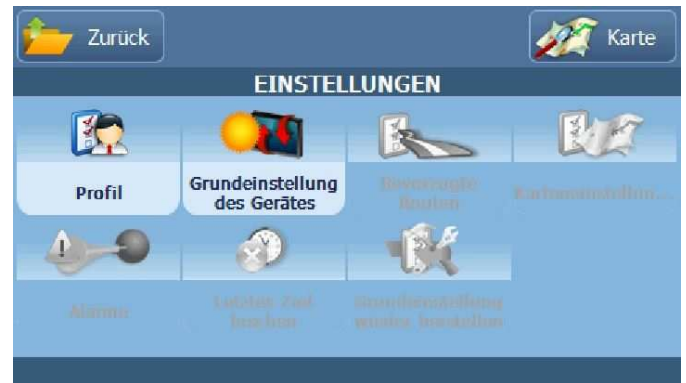 Zurück
Karte
EINSTELLUNGEN
Profil
Grundeinstellung
des Gerätes
Bevorzugte
Routen
Alarme
Letztes Ziel
löschen
Grundeinstellung
wieder herstellen